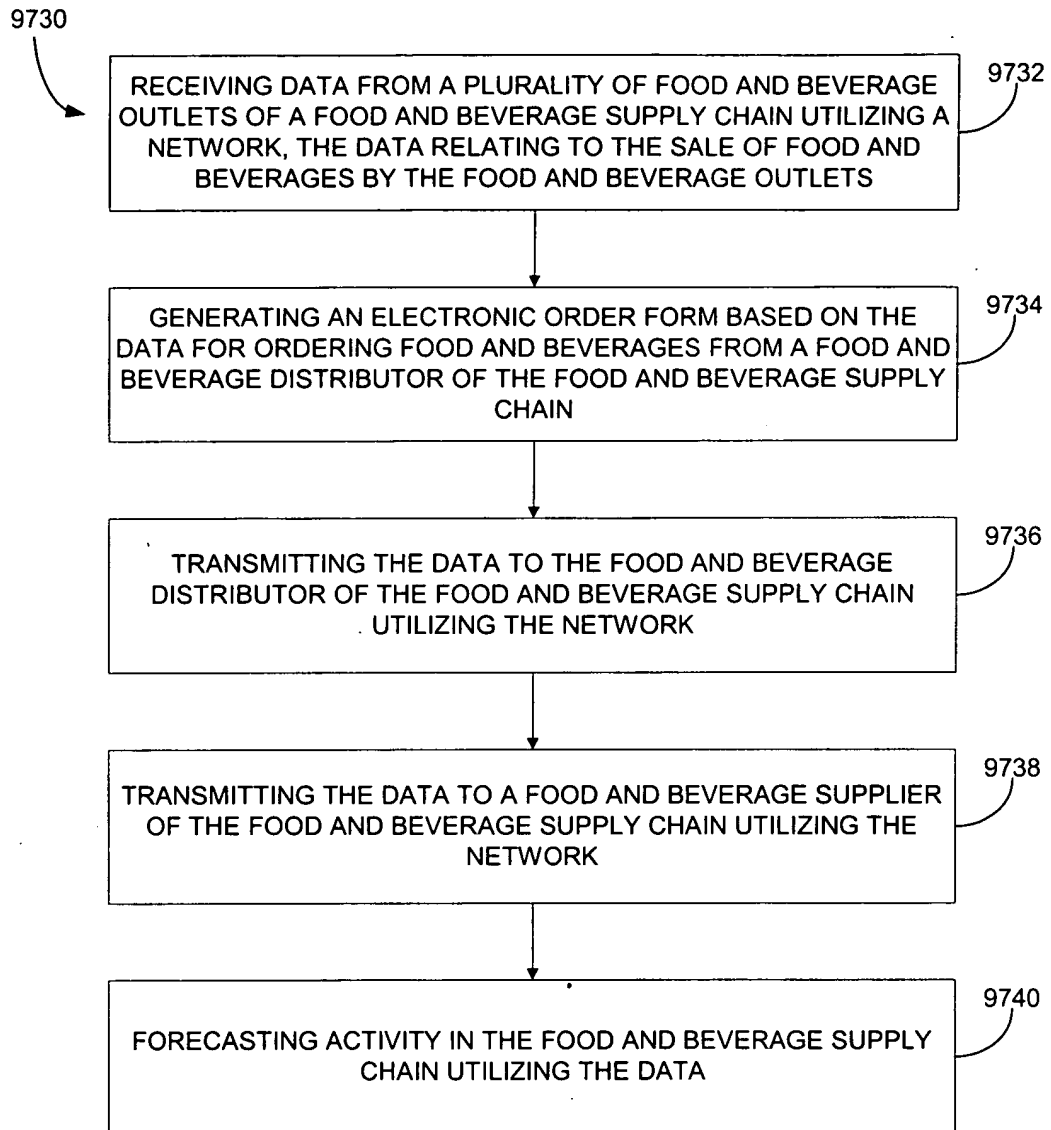 9730
9732
RECEIVING DATA FROM A PLURALITY OF FOOD AND BEVERAGE
OUTLETS OF A FOOD AND BEVERAGE SUPPLY CHAIN UTILIZING A
NETWORK, THE DATA RELATING TO THE SALE OF FOOD AND
BEVERAGES BY THE FOOD AND BEVERAGE OUTLETS
9734
GENERATING AN ELECTRONIC ORDER FORM BASED ON THE
DATA FOR ORDERING FOOD AND BEVERAGES FROM A FOOD AND
BEVERAGE DISTRIBUTOR OF THE FOOD AND BEVERAGE SUPPLY
CHAIN
9736
TRANSMITTING THE DATA TO THE FOOD AND BEVERAGE
DISTRIBUTOR OF THE FOOD AND BEVERAGE SUPPLY CHAIN
UTILIZING THE NETWORK
9738
TRANSMITTING THE DATA TO A FOOD AND BEVERAGE SUPPLIER
OF THE FOOD AND BEVERAGE SUPPLY CHAIN UTILIZING THE
NETWORK
9740
FORECASTING ACTIVITY IN THE FOOD AND BEVERAGE SUPPLY
CHAIN UTILIZING THE DATA